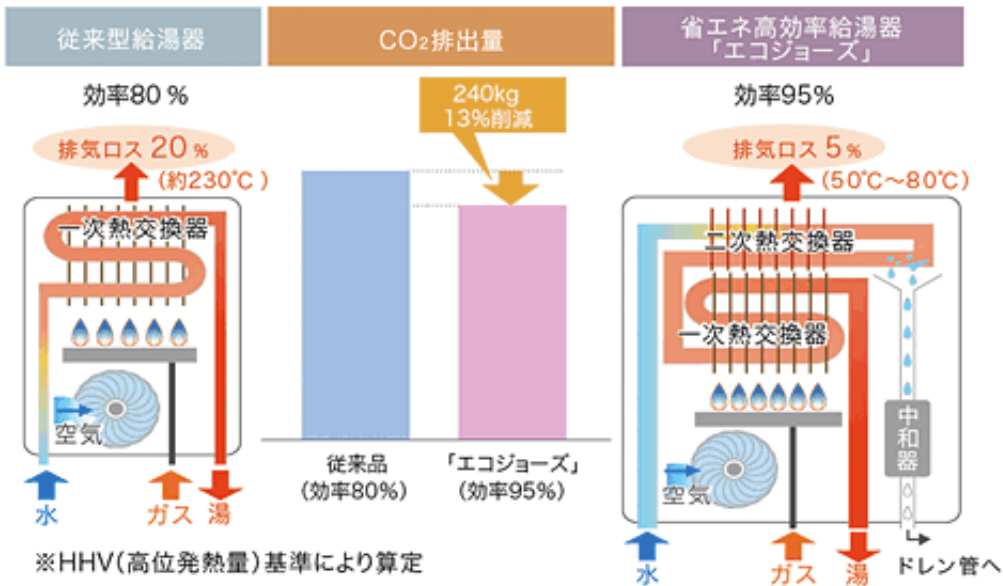 従来型給湯器
効率80%
排気ロス 20%
(約230℃)
一次熱交換器
空気
水
ガス
湯
※HHV(高位発熱量)基準により算定
CO₂排出量
240kg
13%削減
従来品
(効率80%)
「エコジョーズ」
(効率95%)
省エネ高効率給湯器
「エコジョーズ」
効率95%
排気ロス 5%
(50℃～80℃)
二次熱交換器
一次熱交換器
中和器
空気
水
ガス
湯
ドレン管へ